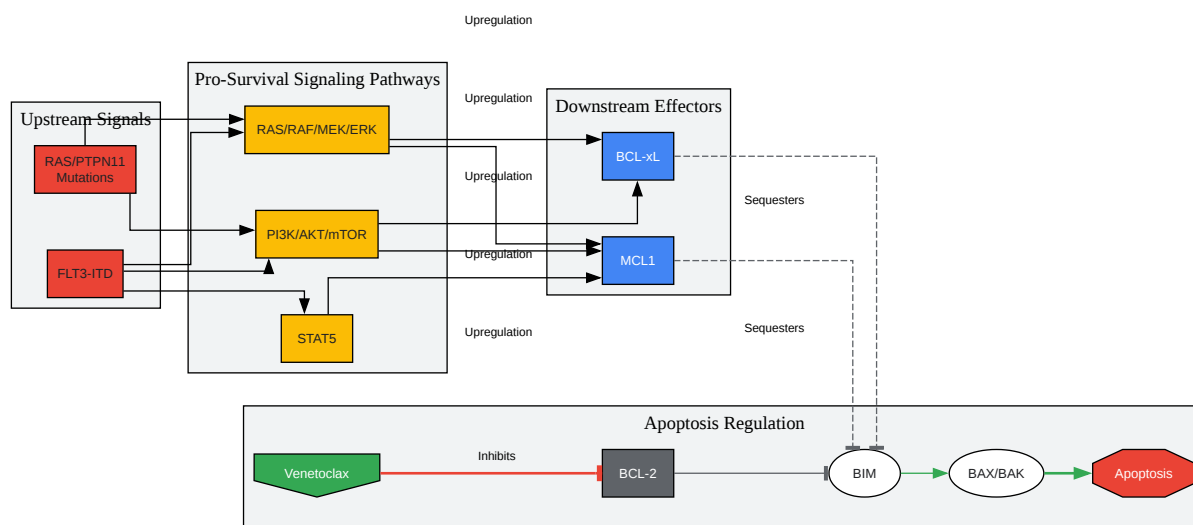 Upregulation
Pro-Survival Signaling Pathways
Upregulation
Downstream Effectors
Upstream Signals
RAS/RAF/MEK/ERK
BCL-xL
RAS/PTPN11
Mutations
Upregulation
Sequesters
PI3K/AKT/mTOR
Upregulation
MCL1
FLT3-ITD
Upregulation
Sequesters
STAT5
Apoptosis Regulation
Inhibits
Venetoclax
BCL-2
BIM
BAX/BAK
Apoptosis